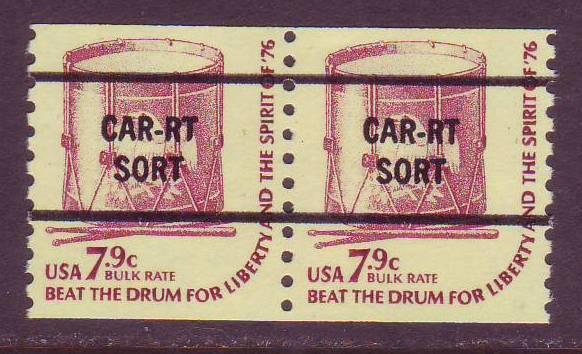 CAR-RT
SORT
USA 7.9c
BULK RATE
BEAT THE DRUM FOR LIBERTY AND THE SPIRIT OF '76
CAR-RT
SORT
USA 7.9c
BULK RATE
BEAT THE DRUM FOR LIBERTY AND THE SPIRIT OF '76